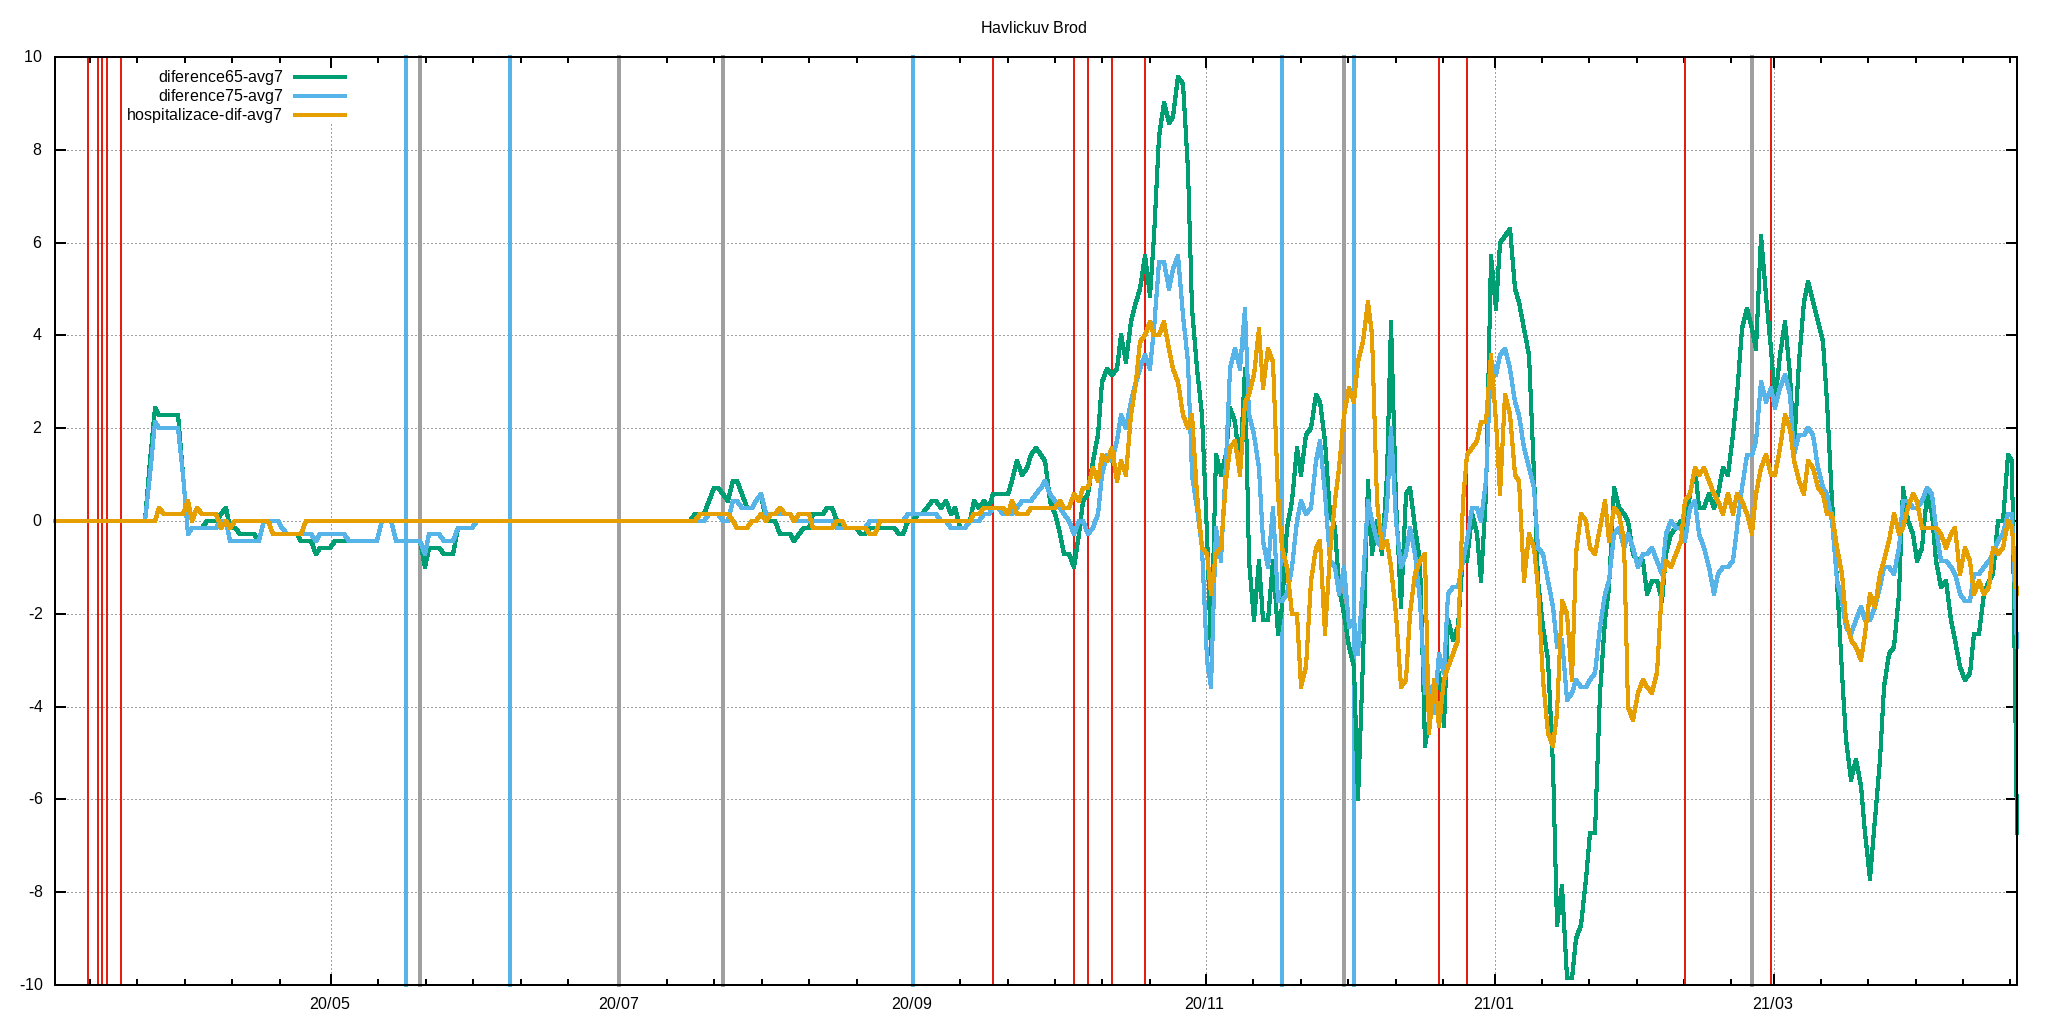 Havlickuv Brod
diference65-avg7
diference75-avg7
hospitalizace-dif-avg7
10
8
6
4
2
0
-2
-4
-6
-8
-10
20/05 20/07 20/09 20/11 21/01 21/03